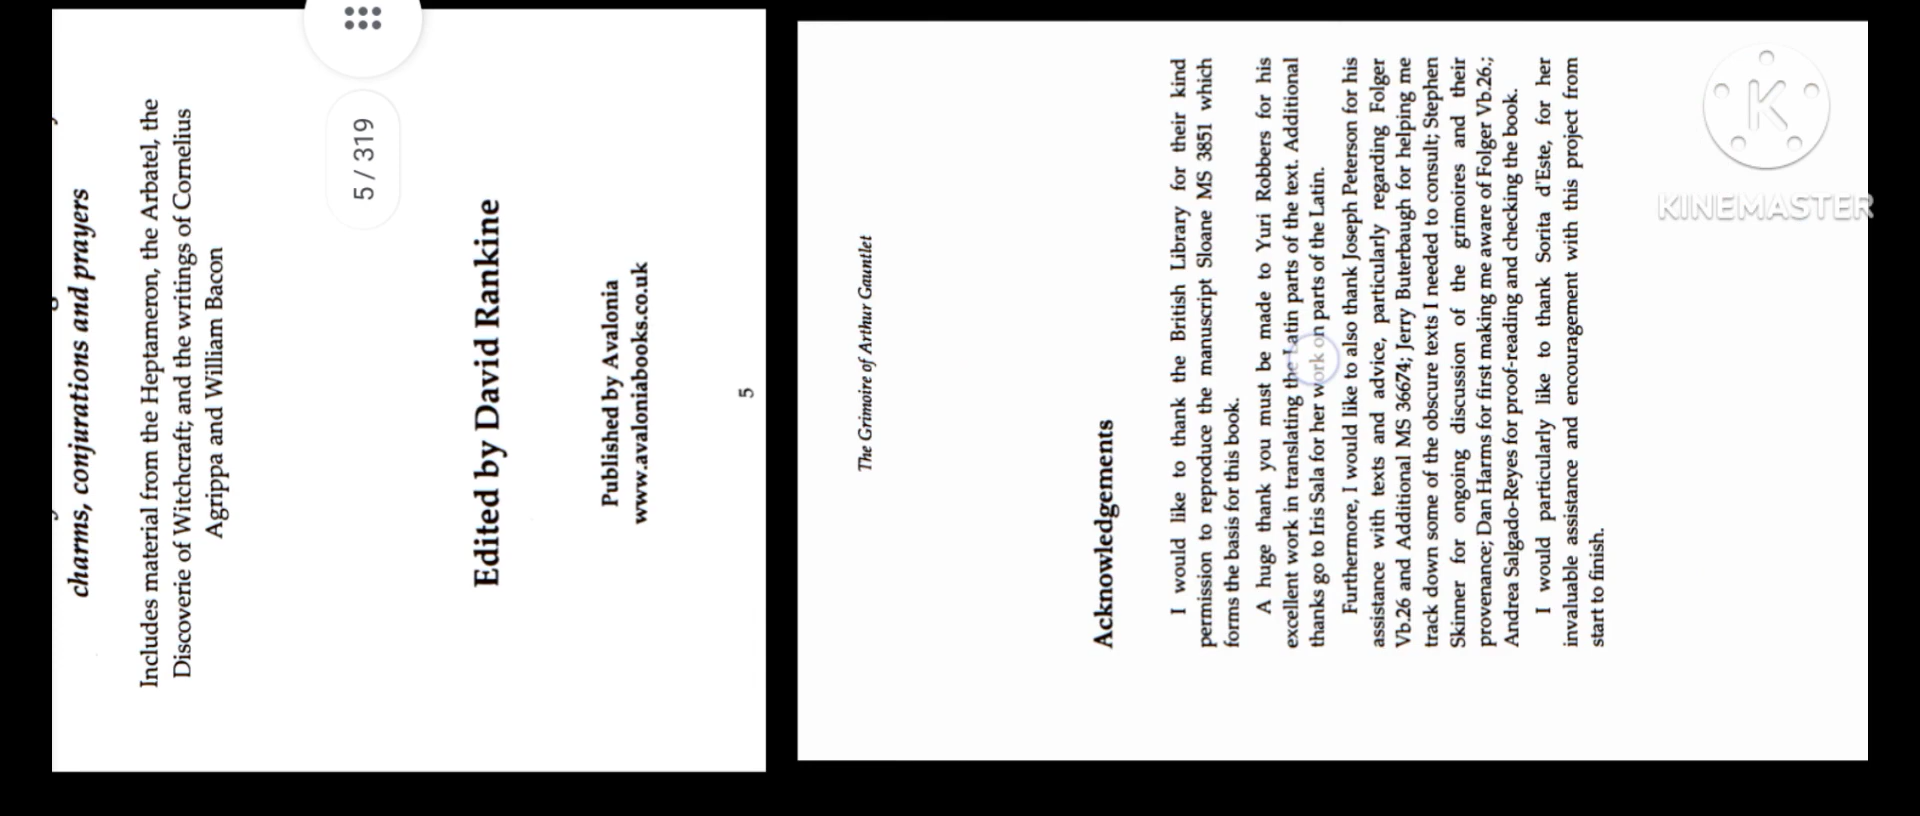 charms, conjurations and prayers
Includes material from the Heptameron, the Arbatel, the
Discoverie of Witchcraft; and the writings of Cornelius
Agrippa and William Bacon
5 / 319
Edited by David Rankine
Published by Avalonia
www.avaloniabooks.co.uk
5
The Grimoire of Arthur Gauntlet
Acknowledgements
I would like to thank the British Library for their kind
permission to reproduce the manuscript Sloane MS 3851 which
forms the basis for this book.
A huge thank you must be made to Yuri Robbers for his
excellent work in translating the Latin parts of the text. Additional
thanks go to Iris Sala for her work on parts of the Latin.
Furthermore, I would like to also thank Joseph Peterson for his
assistance with texts and advice, particularly regarding Folger
Vb.26 and Additional MS 36674; Jerry Buterbaugh for helping me
track down some of the obscure texts I needed to consult; Stephen
Skinner for ongoing discussion of the grimoires and their
provenance; Dan Harms for first making me aware of Folger Vb.26.;
Andrea Salgado-Reyes for proof-reading and checking the book.
I would particularly like to thank Sorita d'Este, for her
invaluable assistance and encouragement with this project from
start to finish.
K
KINEMASTER